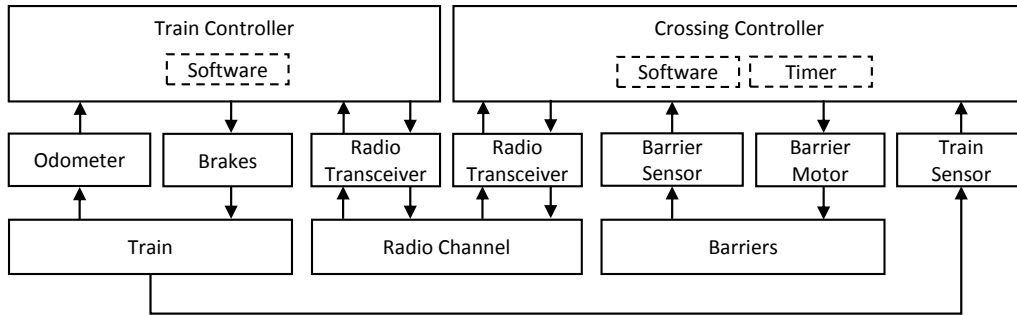 Train Controller
Software
Crossing Controller
Software
Timer
Odometer
Brakes
Radio
Transceiver
Radio
Transceiver
Barrier
Sensor
Barrier
Motor
Train
Sensor
Train
Radio Channel
Barriers